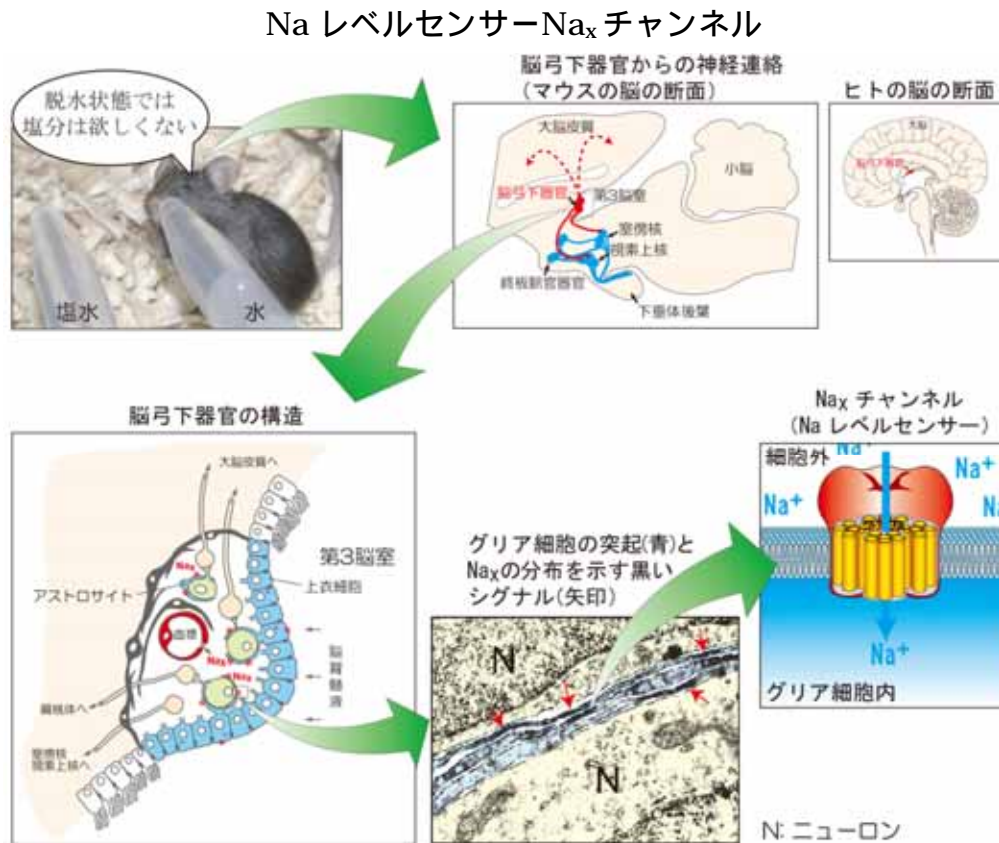 Na レベルセンサーNaₓ チャンネル
脱水状態では
塩分は欲しくない
塩水
水
脳弓下器官からの神経連絡
(マウスの脳の断面)
大脳皮質
小脳
脳弓下器官
第3脳室
室傍核
視索上核
終板脈管器官
下垂体後葉
ヒトの脳の断面
大脳
脳弓下器官
脳弓下器官の構造
大脳皮質へ
第3脳室
上衣細胞
アストロサイト
Naₓ
血管
Naₓ
Naₓ
脳脊髄液
扁桃体へ
室傍核
視索上核へ
グリア細胞の突起(青)と
Naₓの分布を示す黒い
シグナル(矢印)
N
N
N: ニューロン
Naₓ チャンネル
(Na レベルセンサー)
細胞外
Na⁺
Na⁺
Na⁺
Na⁺
グリア細胞内